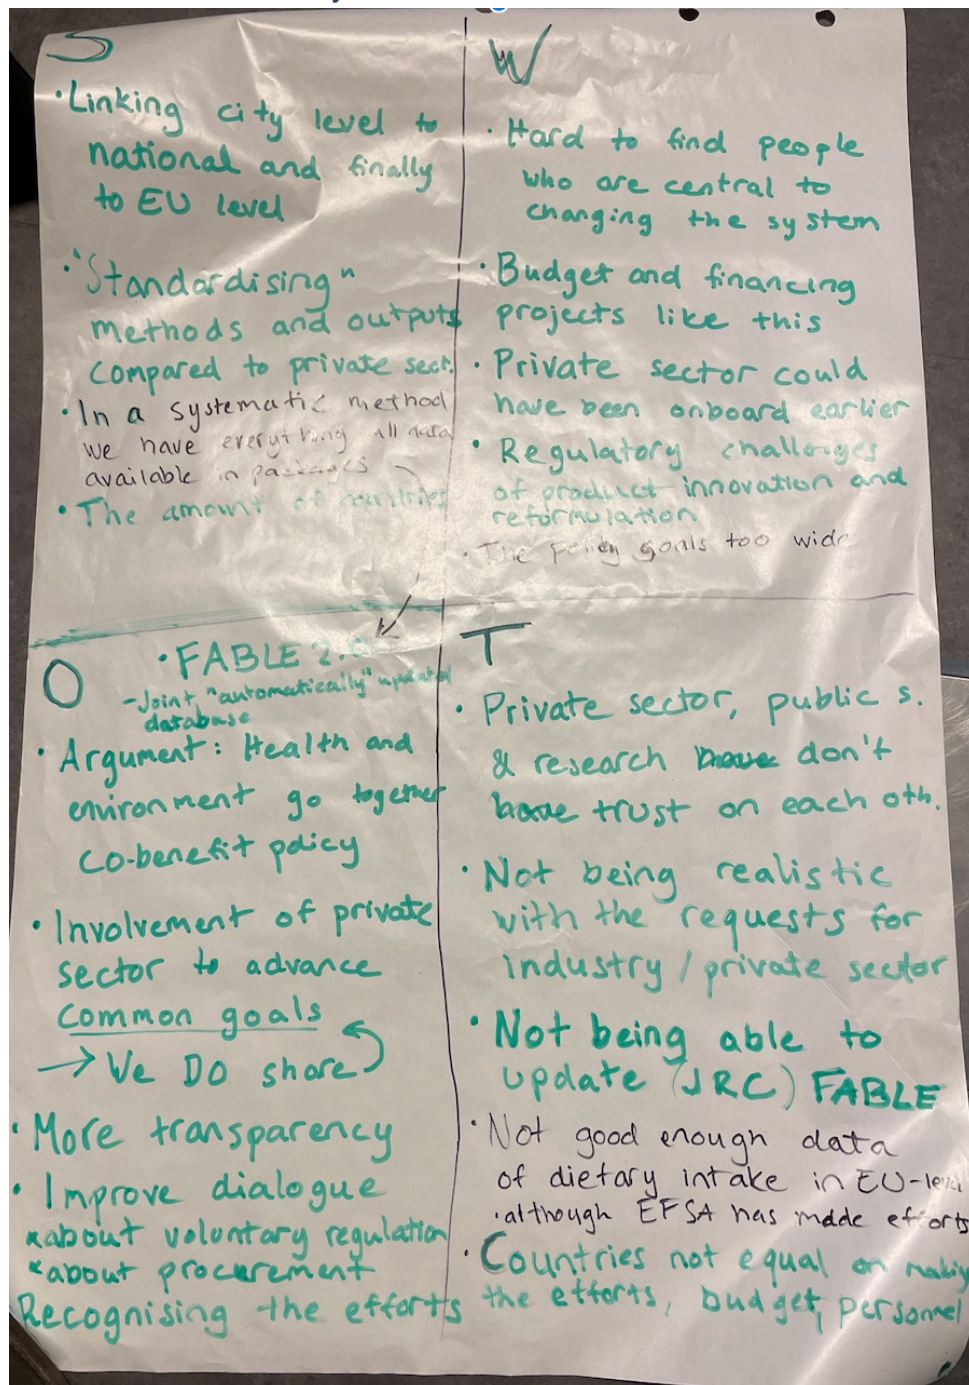 S
• Linking city level to
national and finally
to EU level
• "Standardising"
methods and outputs
compared to private sect.
• In a systematic method
we have everything, all data
available in packages
• The amount of countries
W
• Hard to find people
who are central to
changing the system
• Budget and financing
projects like this
• Private sector could
have been onboard earlier
• Regulatory challenges
of product innovation and
reformulation
• The policy goals too wide
O
• FABLE 2.0
- Joint, "automatically" updated
database
• Argument: Health and
environment go together
co-benefit policy
• Involvement of private
sector to advance
common goals
→ We DO share
• More transparency
• Improve dialogue
* about voluntary regulation
* about procurement
Recognising the efforts
T
• Private sector, public s.
& research don't
trust on each oth.
• Not being realistic
with the requests for
industry / private sector
• Not being able to
update (JRC) FABLE
• Not good enough data
of dietary intake in EU-level
• although EFSA has made efforts
• Countries not equal on making
the efforts, budget, personnel